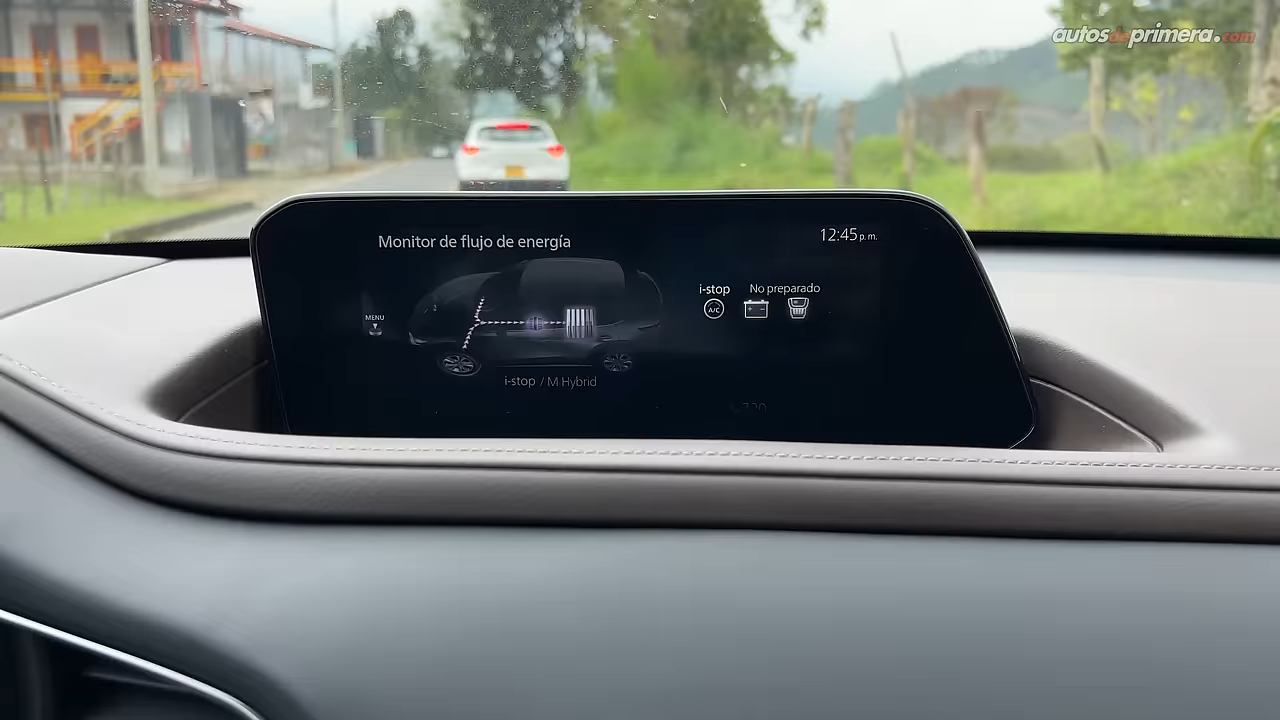 autosdeprimera.com
Monitor de flujo de energía
12:45 p.m.
i-stop No preparado
MENU
A/C
i-stop / M Hybrid